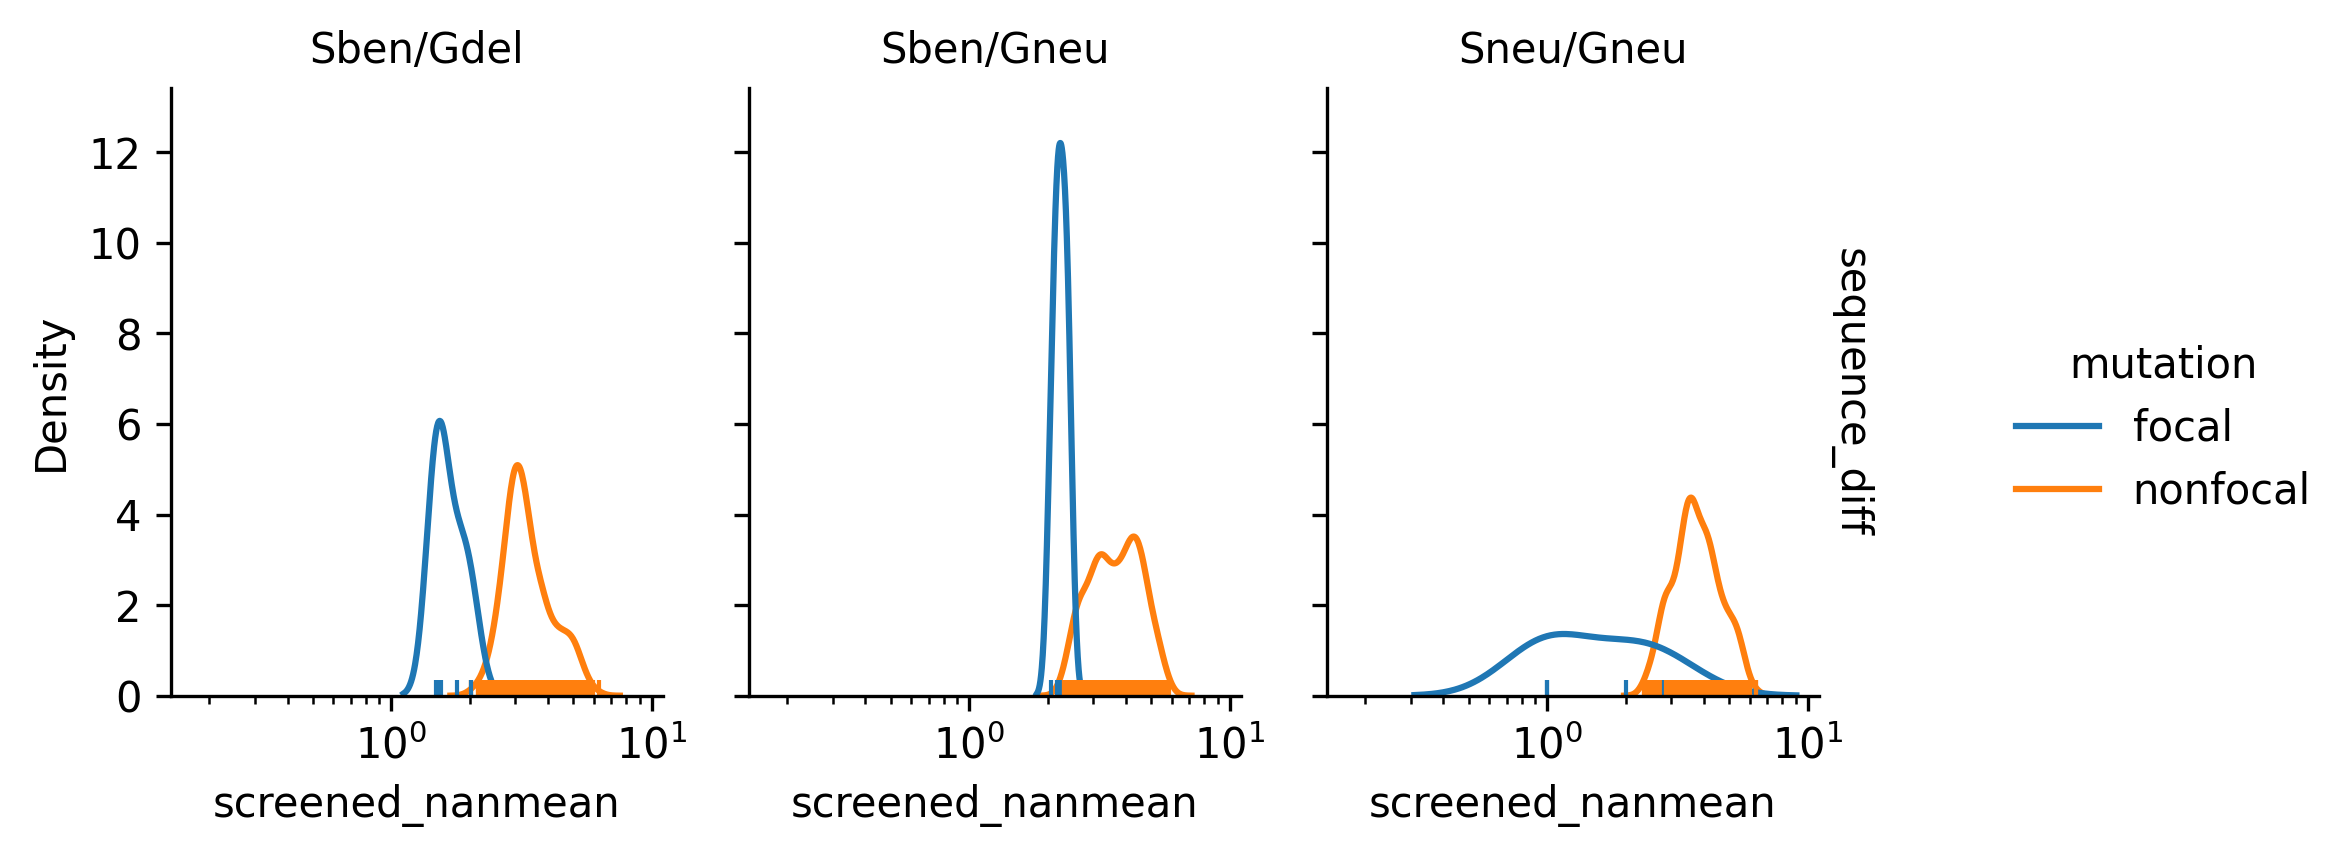 Sben/Gdel
Sben/Gneu
Sneu/Gneu
Density
12
10
8
6
4
2
0
10⁰
10¹
10⁰
10¹
10⁰
10¹
screened_nanmean
screened_nanmean
screened_nanmean
sequence_diff
mutation
focal
nonfocal